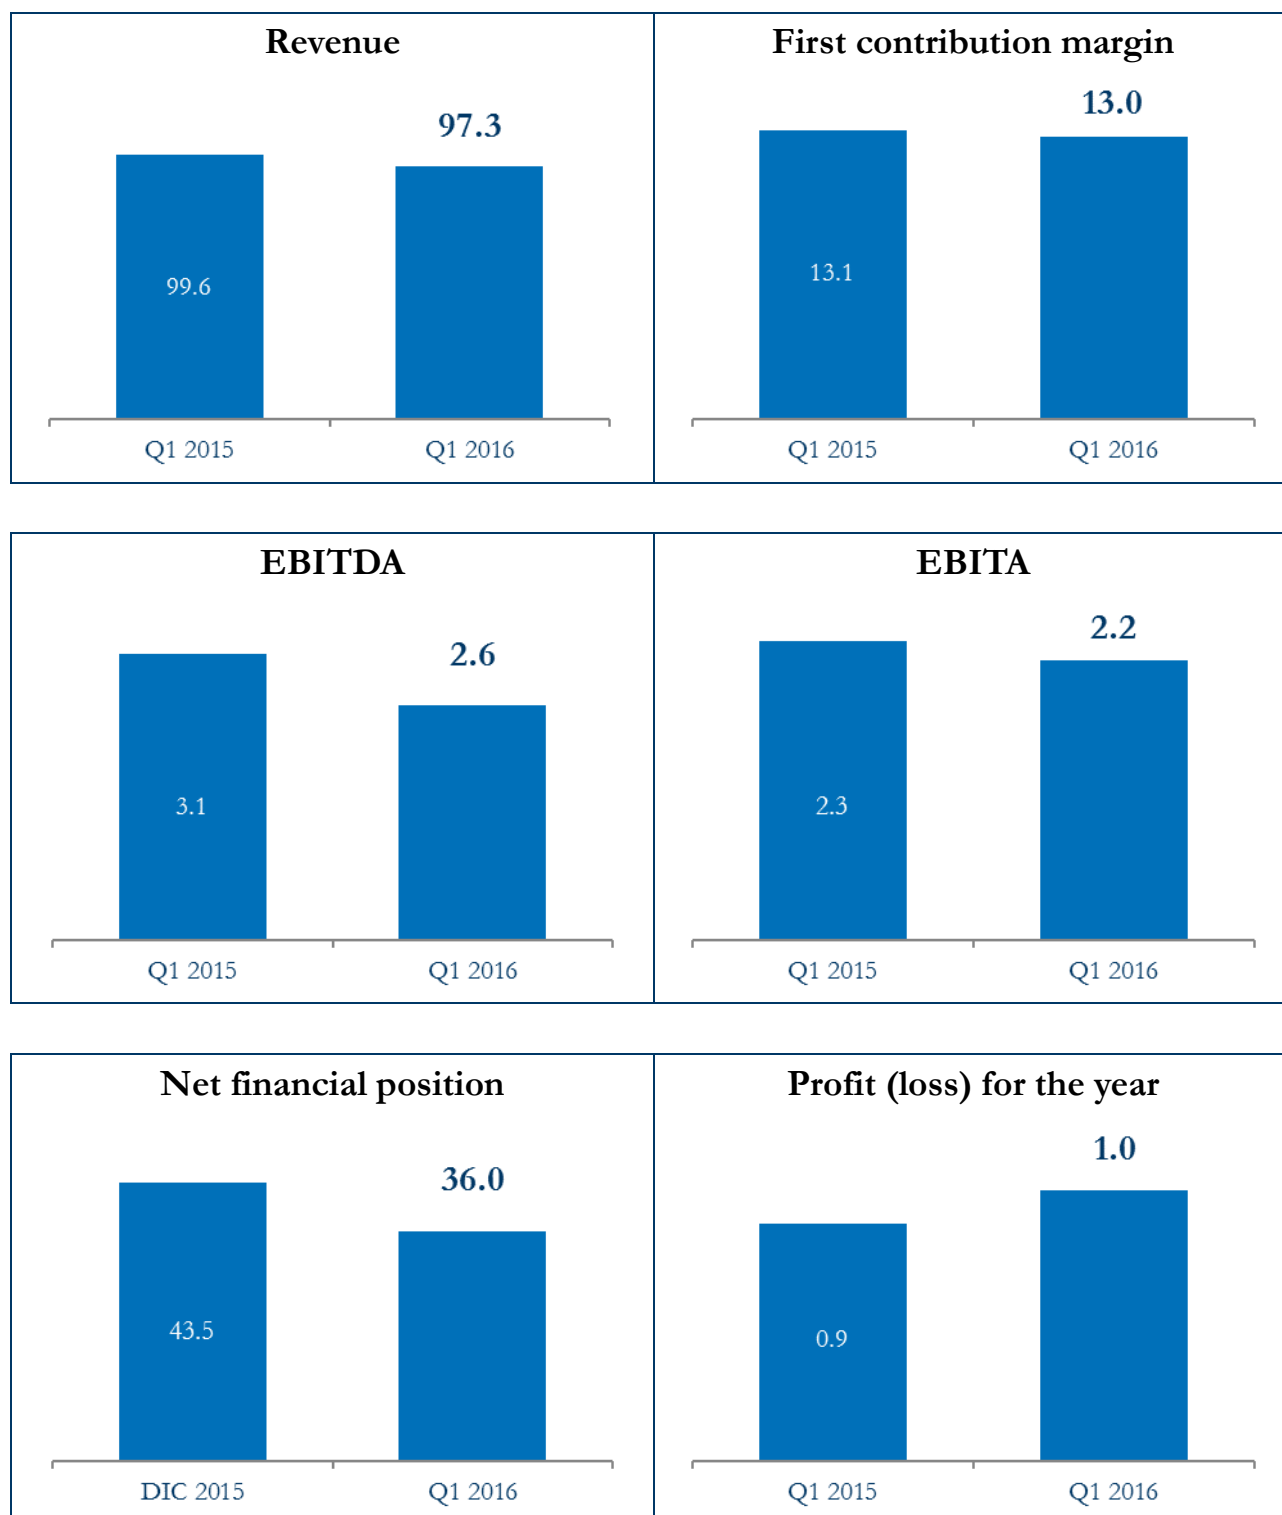 Revenue
97.3
99.6
Q1 2015 Q1 2016
First contribution margin
13.0
13.1
Q1 2015 Q1 2016
EBITDA
2.6
3.1
Q1 2015 Q1 2016
EBITA
2.2
2.3
Q1 2015 Q1 2016
Net financial position
36.0
43.5
DIC 2015 Q1 2016
Profit (loss) for the year
1.0
0.9
Q1 2015 Q1 2016